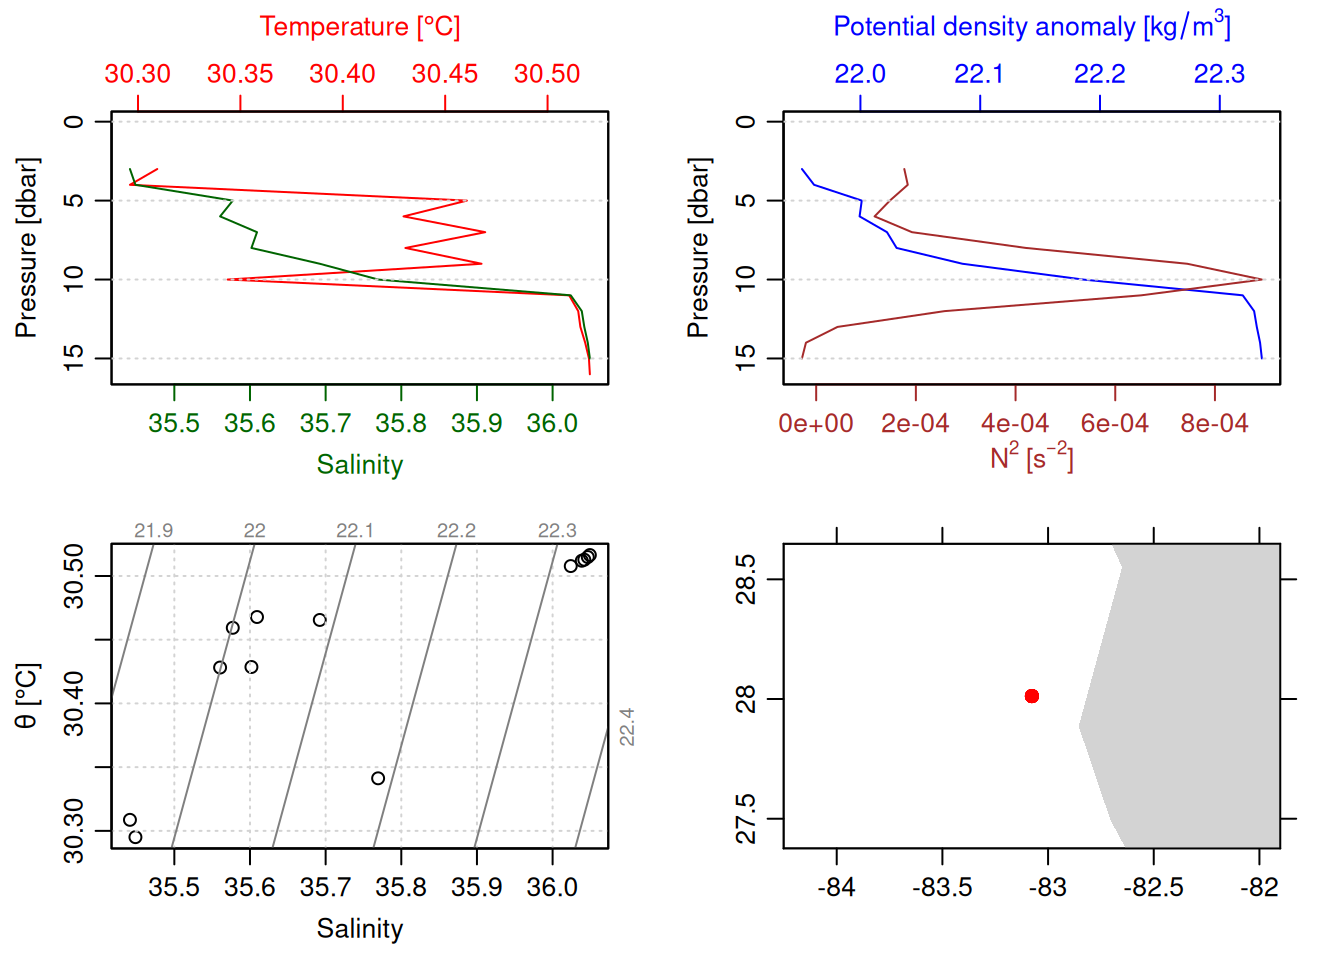 Temperature [°C]
30.30 30.35 30.40 30.45 30.50
Pressure [dbar]
0
5
10
15
35.5 35.6 35.7 35.8 35.9 36.0
Salinity
Potential density anomaly [kg/m³]
22.0 22.1 22.2 22.3
Pressure [dbar]
0
5
10
15
0e+00 2e-04 4e-04 6e-04 8e-04
N² [s⁻²]
21.9 22 22.1 22.2 22.3
22.4
θ [°C]
30.50
30.40
30.30
35.5 35.6 35.7 35.8 35.9 36.0
Salinity
28.5
28
27.5
-84 -83.5 -83 -82.5 -82